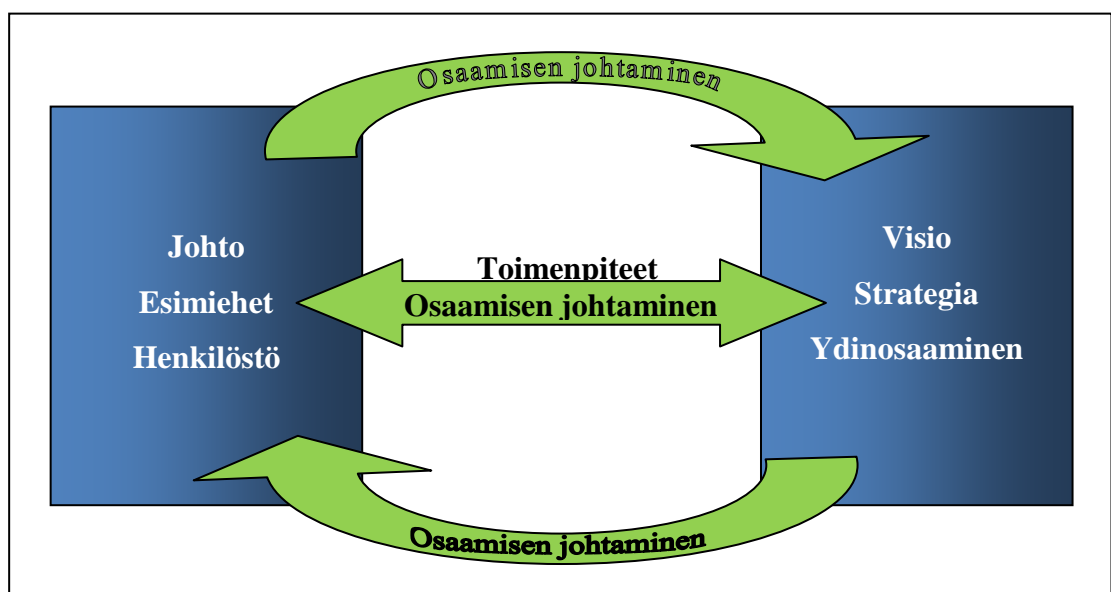 Osaamisen johtaminen
Johto
Esimiehet
Henkilöstö
Toimenpiteet
Osaamisen johtaminen
Visio
Strategia
Ydinosaaminen
Osaamisen johtaminen